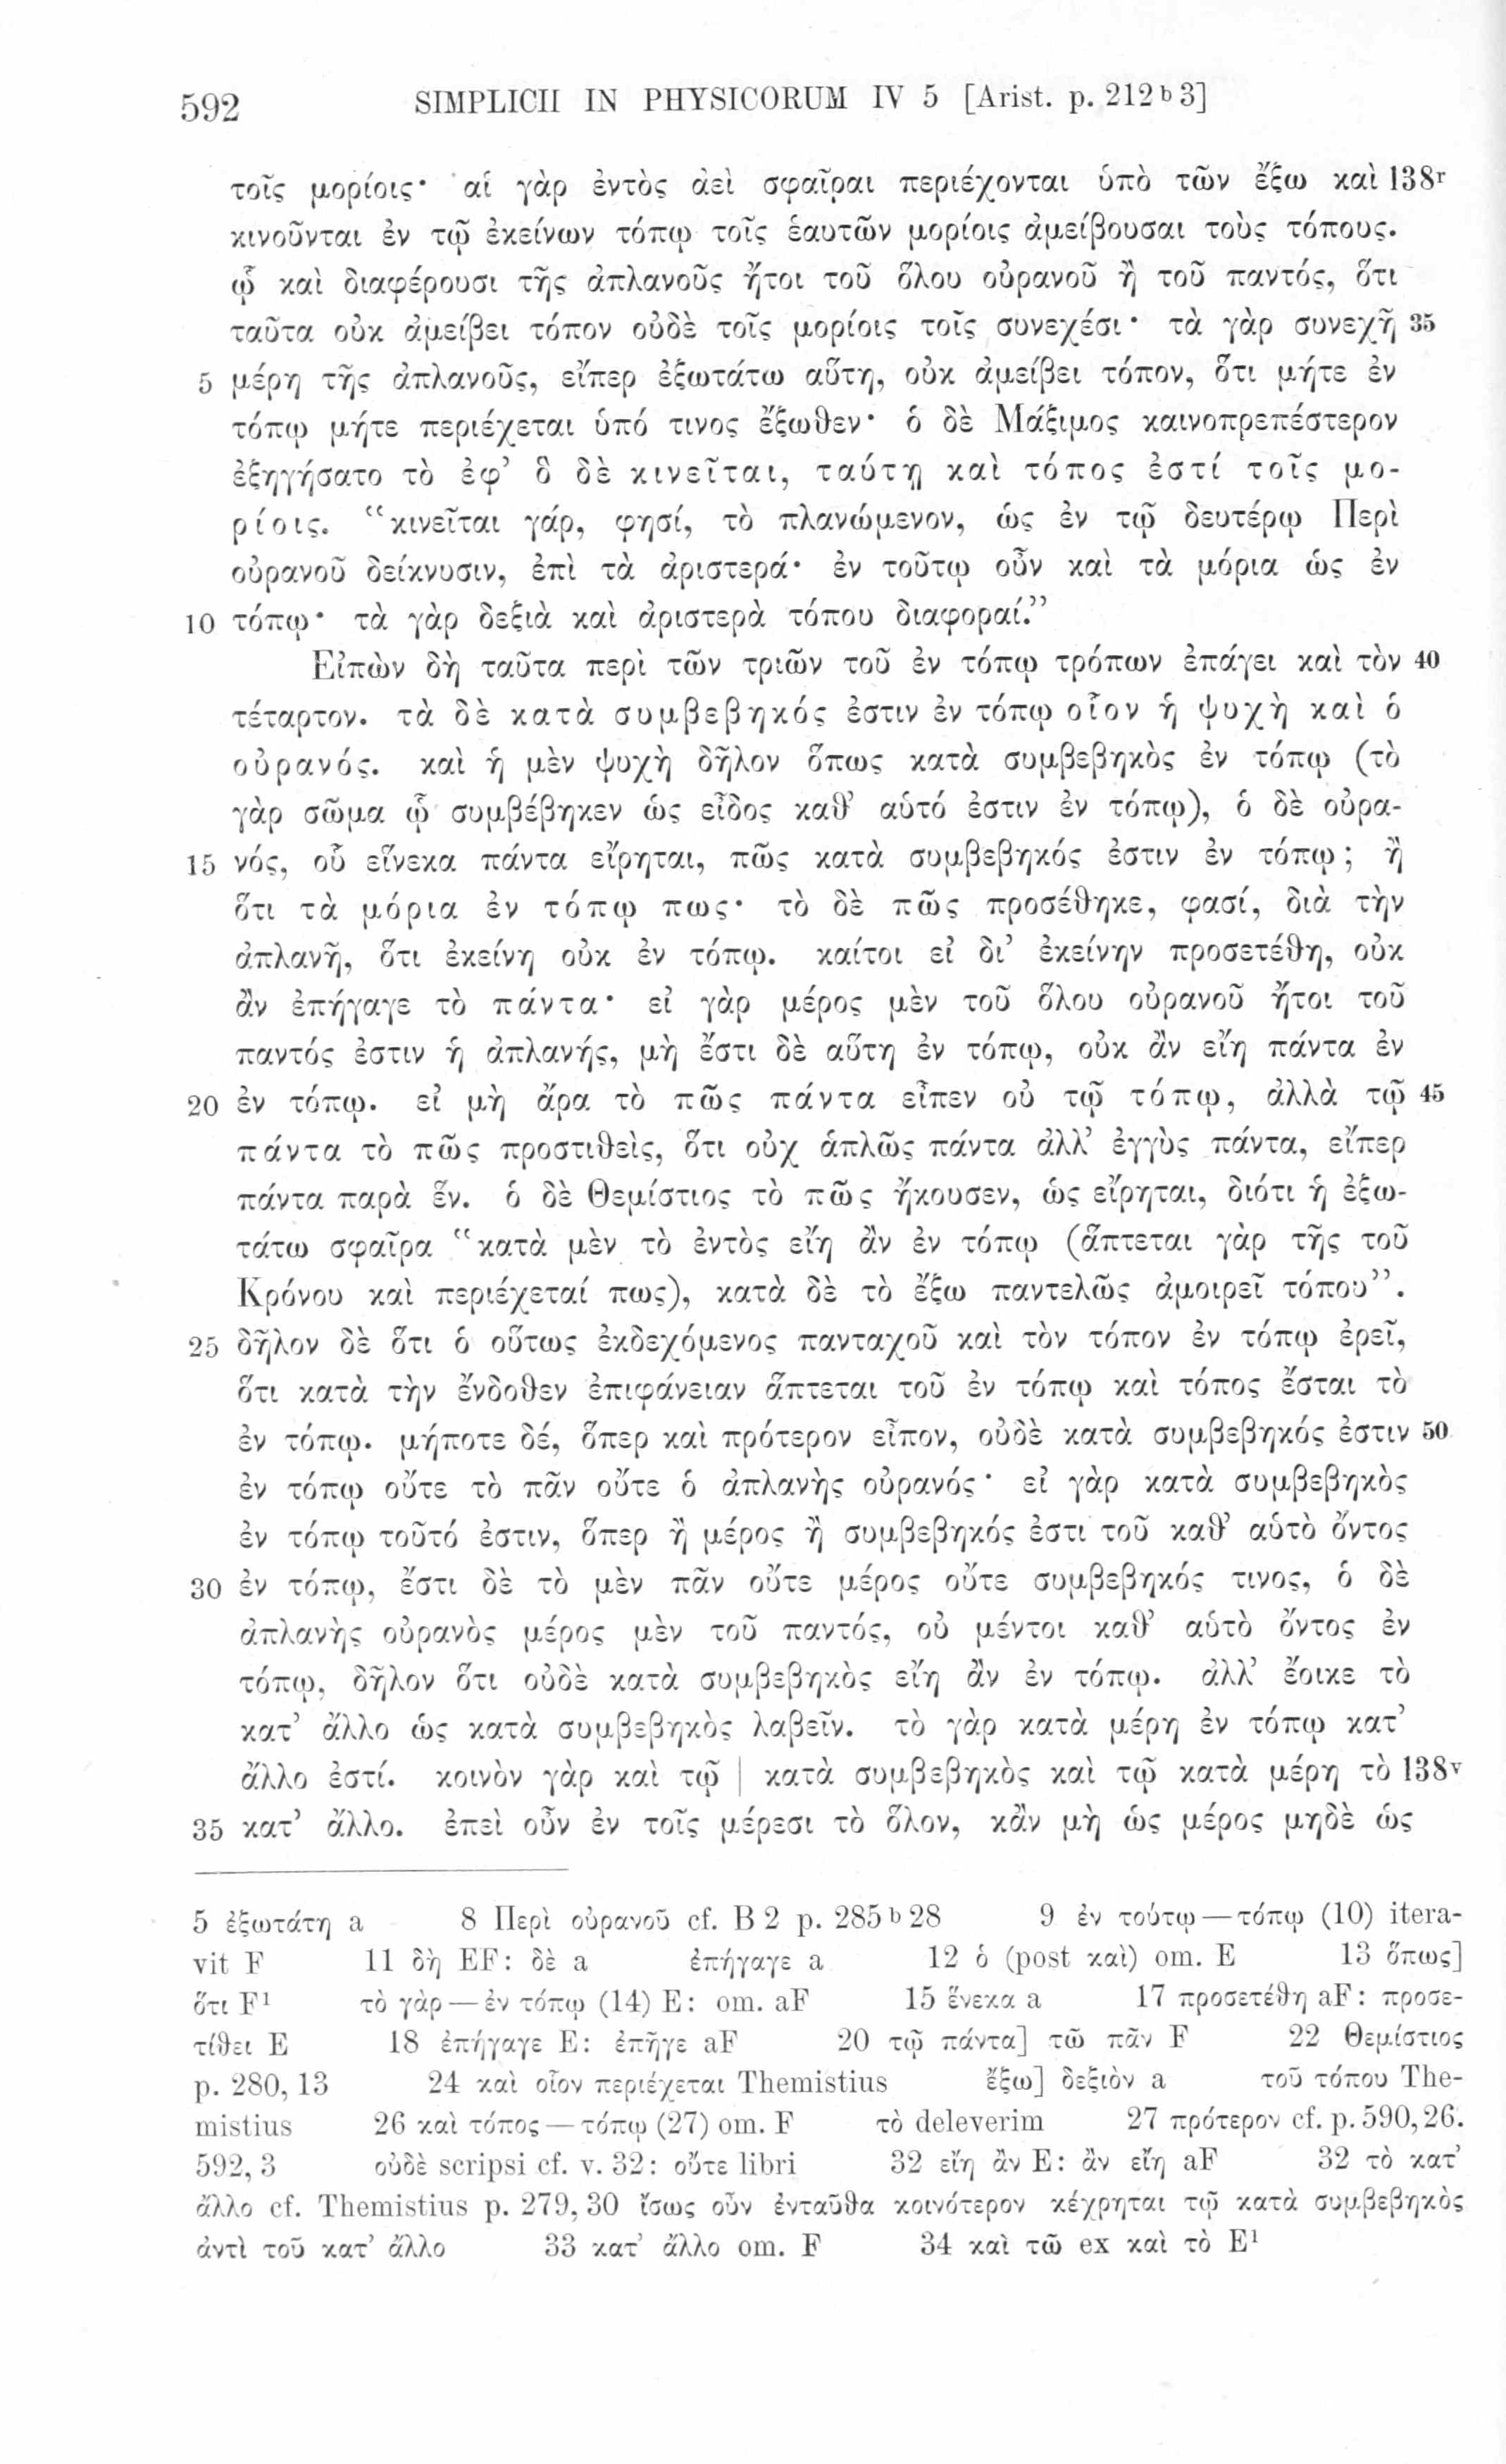 592 SIMPLICII IN PHYSICORUM IV 5 [Arist. p. 212 b 3]
τοῖς μορίοις· αἱ γὰρ ἐντὸς ἀεὶ σφαῖραι περιέχονται ὑπὸ τῶν ἔξω καὶ 138r
κινοῦνται ἐν τῷ ἐκείνων τόπῳ τοῖς ἑαυτῶν μορίοις ἀμείβουσαι τοὺς τόπους.
ᾧ καὶ διαφέρουσι τῆς ἀπλανοῦς ἤτοι τοῦ ὅλου οὐρανοῦ ἢ τοῦ παντός, ὅτι
ταῦτα οὐκ ἀμείβει τόπον οὐδὲ τοῖς μορίοις τοῖς συνεχέσι· τὰ γὰρ συνεχῆ 35
5 μέρη τῆς ἀπλανοῦς, εἴπερ ἐξωτάτω αὕτη, οὐκ ἀμείβει τόπον, ὅτι μήτε ἐν
τόπῳ μήτε περιέχεται ὑπό τινος ἔξωθεν· ὁ δὲ Μάξιμος καινοπρεπέστερον
ἐξηγήσατο τὸ ἐφ’ ὃ δὲ κινεῖται, ταύτῃ καὶ τόπος ἐστί τοῖς μο-
ρίοις. “κινεῖται γάρ, φησί, τὸ πλανώμενον, ὡς ἐν τῷ δευτέρῳ Περὶ
οὐρανοῦ δείκνυσιν, ἐπὶ τὰ ἀριστερά· ἐν τοῦτῳ οὖν καὶ τὰ μόρια ὡς ἐν
10 τόπῳ· τὰ γὰρ δεξιὰ καὶ ἀριστερὰ τόπου διαφοραί.”
Εἰπὼν δὴ ταῦτα περὶ τῶν τριῶν τοῦ ἐν τόπῳ τρόπων ἐπάγει καὶ τὸν 40
τέταρτον. τὰ δὲ κατὰ συμβεβηκός ἐστιν ἐν τόπῳ οἷον ἡ ψυχὴ καὶ ὁ
οὐρανός. καὶ ἡ μὲν ψυχὴ δῆλον ὅπως κατὰ συμβεβηκὸς ἐν τόπῳ (τὸ
γὰρ σῶμα ᾧ συμβέβηκεν ὡς εἶδος καθ’ αὑτό ἐστιν ἐν τόπῳ), ὁ δὲ οὐρα-
15 νός, οὗ εἵνεκα πάντα εἴρηται, πῶς κατὰ συμβεβηκός ἐστιν ἐν τόπῳ; ἢ
ὅτι τὰ μόρια ἐν τόπῳ πως· τὸ δὲ πῶς προσέθηκε, φασί, διὰ τὴν
ἀπλανῆ, ὅτι ἐκείνη οὐκ ἐν τόπῳ. καίτοι εἰ δι’ ἐκείνην προσετέθη, οὐκ
ἂν ἐπήγαγε τὸ πάντα· εἰ γὰρ μέρος μὲν τοῦ ὅλου οὐρανοῦ ἤτοι τοῦ
παντός ἐστιν ἡ ἀπλανής, μὴ ἔστι δὲ αὕτη ἐν τόπῳ, οὐκ ἂν εἴη πάντα ἐν
20 ἐν τόπῳ. εἰ μὴ ἄρα τὸ πῶς πάντα εἶπεν οὐ τῷ τόπῳ, ἀλλὰ τῷ 45
πάντα τὸ πῶς προστιθεὶς, ὅτι οὐχ ἁπλῶς πάντα ἀλλ’ ἐγγὺς πάντα, εἴπερ
πάντα παρὰ ἕν. ὁ δὲ Θεμίστιος τὸ πῶς ἤκουσεν, ὡς εἴρηται, διότι ἡ ἐξω-
τάτω σφαῖρα “κατὰ μὲν τὸ ἐντὸς εἴη ἂν ἐν τόπῳ (ἅπτεται γὰρ τῆς τοῦ
Κρόνου καὶ περιέχεταί πως), κατὰ δὲ τὸ ἔξω παντελῶς ἀμοιρεῖ τόπου”.
25 δῆλον δὲ ὅτι ὁ οὕτως ἐκδεχόμενος πανταχοῦ καὶ τὸν τόπον ἐν τόπῳ ἐρεῖ,
ὅτι κατὰ τὴν ἔνδοθεν ἐπιφάνειαν ἅπτεται τοῦ ἐν τόπῳ καὶ τόπος ἔσται τὸ
ἐν τόπῳ. μήποτε δέ, ὅπερ καὶ πρότερον εἶπον, οὐδὲ κατὰ συμβεβηκός ἐστιν 50
ἐν τόπῳ οὔτε τὸ πᾶν οὔτε ὁ ἀπλανὴς οὐρανός· εἰ γὰρ κατὰ συμβεβηκὸς
ἐν τόπῳ τοῦτό ἐστιν, ὅπερ ἢ μέρος ἢ συμβεβηκός ἐστι τοῦ καθ’ αὑτὸ ὄντος
30 ἐν τόπῳ, ἔστι δὲ τὸ μὲν πᾶν οὔτε μέρος οὔτε συμβεβηκός τινος, ὁ δὲ
ἀπλανὴς οὐρανὸς μέρος μὲν τοῦ παντός, οὐ μέντοι καθ’ αὑτὸ ὄντος ἐν
τόπῳ, δῆλον ὅτι οὐδὲ κατὰ συμβεβηκὸς εἴη ἂν ἐν τόπῳ. ἀλλ’ ἔοικε τὸ
κατ’ ἄλλο ὡς κατὰ συμβεβηκὸς λαβεῖν. τὸ γὰρ κατὰ μέρη ἐν τόπῳ κατ’
ἄλλο ἐστί. κοινὸν γὰρ καὶ τῷ | κατὰ συμβεβηκὸς καὶ τῷ κατὰ μέρη τὸ 138v
35 κατ’ ἄλλο. ἐπεὶ οὖν ἐν τοῖς μέρεσι τὸ ὅλον, κἂν μὴ ὡς μέρος μηδὲ ὡς
5 ἐξωτάτη a 8 Περὶ οὐρανοῦ cf. B 2 p. 285 b 28 9 ἐν τούτῳ—τόπῳ (10) itera-
vit F 11 δὴ EF: δὲ a ἐπήγαγε a 12 ὁ (post καὶ) om. E 13 ὅπως]
ὅτι F¹ τὸ γὰρ—ἐν τόπῳ (14) E: om. aF 15 ἕνεκα a 17 προσετέθη aF: προσε-
τίθει E 18 ἐπήγαγε E: ἐπῆγε aF 20 τῷ πάντα] τῶ πᾶν F 22 Θεμίστιος
p. 280, 13 24 καὶ οἷον περιέχεται Themistius ἔξω] δεξιὸν a τοῦ τόπου The-
mistius 26 καὶ τόπος—τόπῳ (27) om. F τὸ deleverim 27 πρότερον cf. p. 590, 26.
592, 3 οὐδὲ scripsi cf. v. 32: οὔτε libri 32 εἴη ἂν E: ἂν εἴη aF 32 τὸ κατ’
ἄλλο cf. Themistius p. 279, 30 ἴσως οὖν ἐνταῦθα κοινότερον κέχρηται τῷ κατὰ συμβεβηκὸς
ἀντὶ τοῦ κατ’ ἄλλο 33 κατ’ ἄλλο om. F 34 καὶ τῶ ex καὶ τὸ E¹